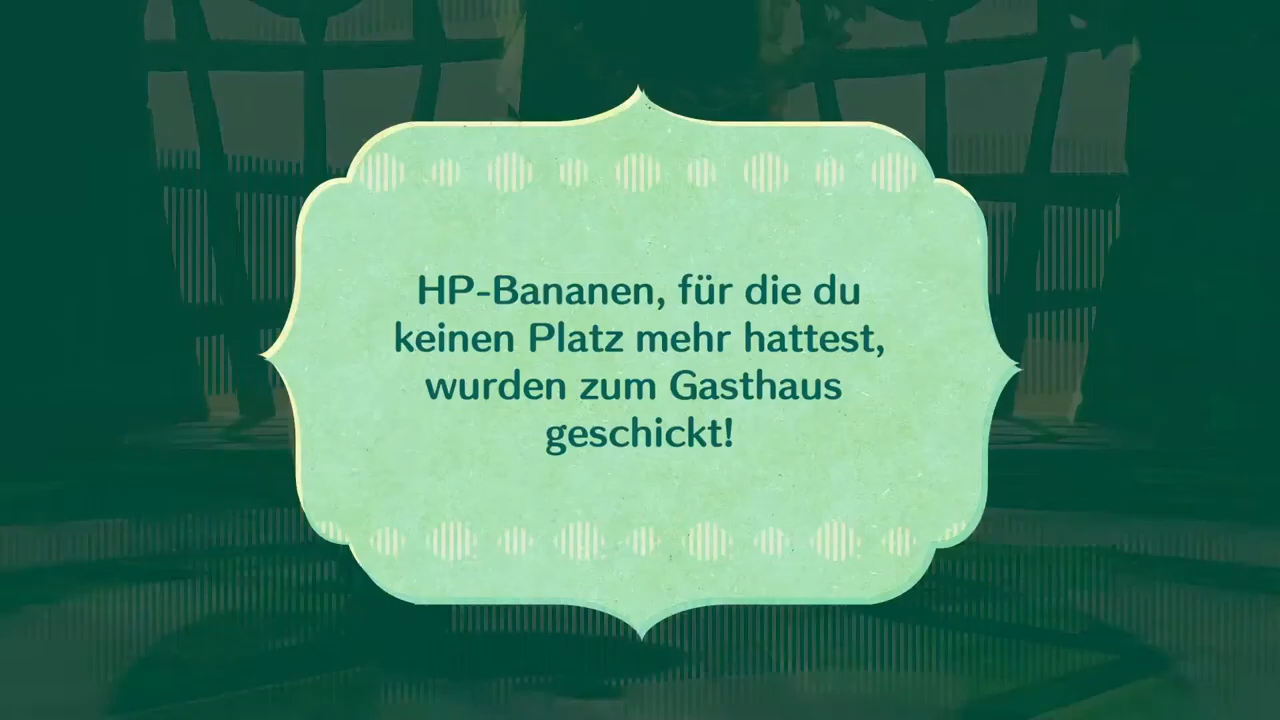 HP-Bananen, für die du
keinen Platz mehr hattest,
wurden zum Gasthaus
geschickt!